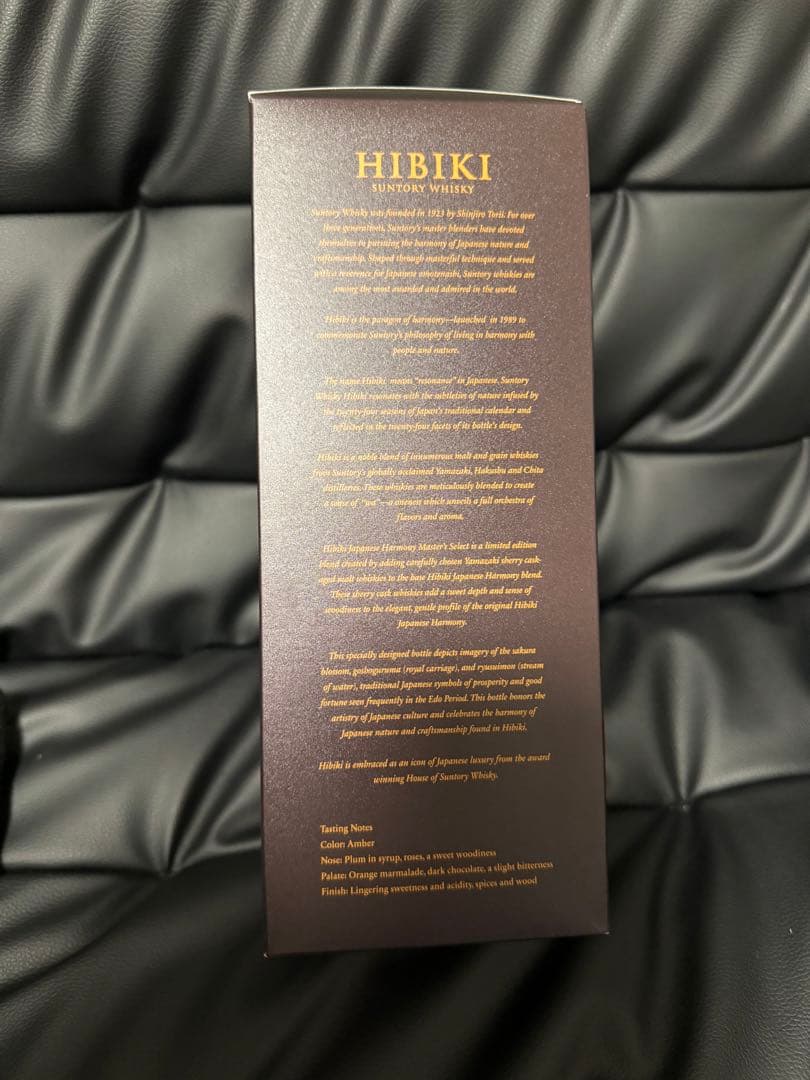 HIBIKI
SUNTORY WHISKY
Suntory Whisky was founded in 1923 by Shinjiro Torii. For over
three generations, Suntory's master blenders have devoted
themselves to pursuing the harmony of Japanese nature and
craftsmanship. Shaped through masterful technique and served
with a reverence for Japanese omotenashi, Suntory whiskies are
among the most awarded and admired in the world.
Hibiki is the paragon of harmony—launched in 1989 to
commemorate Suntory's philosophy of living in harmony with
people and nature.
The name Hibiki means "resonance" in Japanese. Suntory
Whisky Hibiki resonates with the subtleties of nature infused by
the twenty-four seasons of Japan's traditional calendar and
reflected in the twenty-four facets of its bottle's design.
Hibiki is a noble blend of innumerous malt and grain whiskies
from Suntory's globally acclaimed Yamazaki, Hakushu and Chita
distilleries. These whiskies are meticulously blended to create
a sense of "wa"—a oneness which unveils a full orchestra of
flavors and aroma.
Hibiki Japanese Harmony Master's Select is a limited edition
blend created by adding carefully chosen Yamazaki sherry cask-
aged malt whiskies to the base Hibiki Japanese Harmony blend.
These sherry cask whiskies add a sweet depth and sense of
woodiness to the elegant, gentle profile of the original Hibiki
Japanese Harmony.
This specially designed bottle depicts imagery of the sakura
blossom, goshoguruma (royal carriage), and ryusuimon (stream
of water), traditional Japanese symbols of prosperity and good
fortune seen frequently in the Edo Period. This bottle honors the
artistry of Japanese culture and celebrates the harmony of
Japanese nature and craftsmanship found in Hibiki.
Hibiki is embraced as an icon of Japanese luxury from the award
winning House of Suntory Whisky.
Tasting Notes
Color: Amber
Nose: Plum in syrup, roses, a sweet woodiness
Palate: Orange marmalade, dark chocolate, a slight bitterness
Finish: Lingering sweetness and acidity, spices and wood